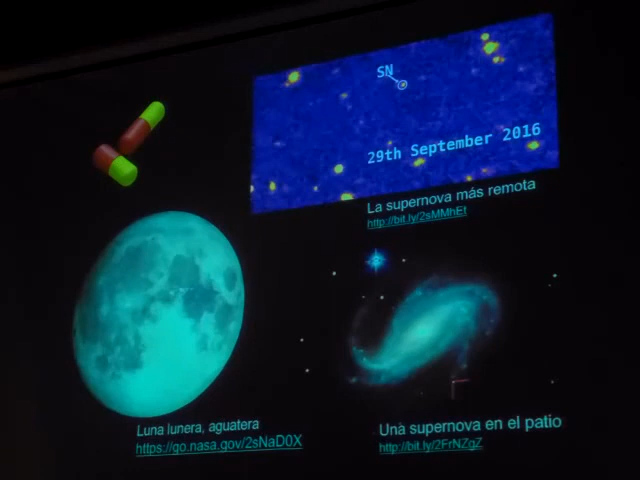 SN
29th September 2016
La supernova más remota
http://bit.ly/2sMMhEt
Luna lunera, aguatera
https://go.nasa.gov/2sNaD0X
Una supernova en el patio
http://bit.ly/2FrNZgZ